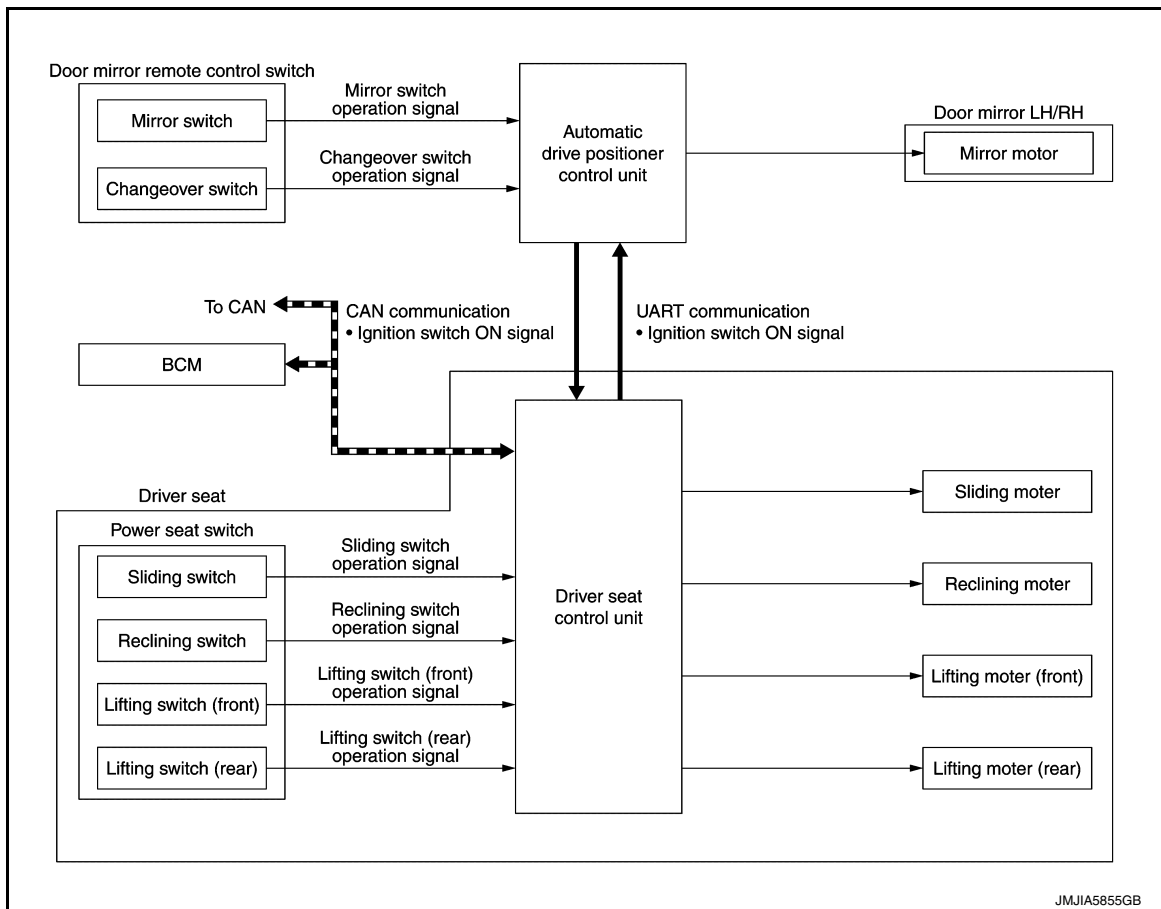 Door mirror remote control switch
Mirror switch
Changeover switch
Mirror switch
operation signal
Changeover switch
operation signal
Automatic
drive positioner
control unit
Door mirror LH/RH
Mirror motor
To CAN
BCM
CAN communication
• Ignition switch ON signal
UART communication
• Ignition switch ON signal
Driver seat
Power seat switch
Sliding switch
Reclining switch
Lifting switch (front)
Lifting switch (rear)
Sliding switch
operation signal
Reclining switch
operation signal
Lifting switch (front)
operation signal
Lifting switch (rear)
operation signal
Driver seat
control unit
Sliding moter
Reclining moter
Lifting moter (front)
Lifting moter (rear)
JMJIA5855GB